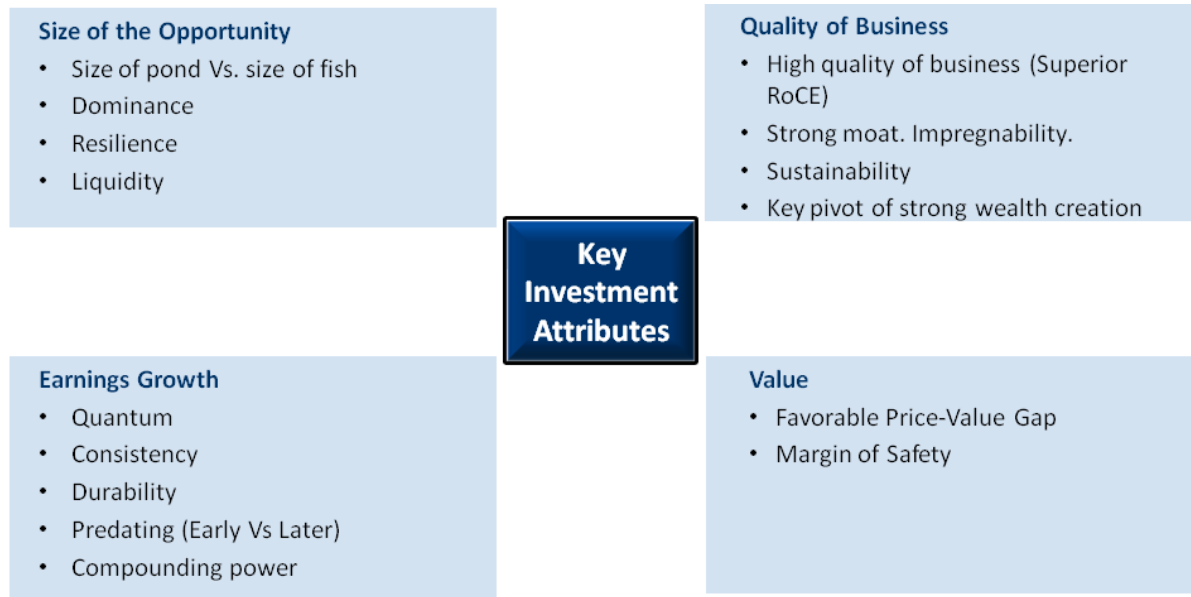 Size of the Opportunity
• Size of pond Vs. size of fish
• Dominance
• Resilience
• Liquidity
Quality of Business
• High quality of business (Superior
RoCE)
• Strong moat. Impregnability.
• Sustainability
• Key pivot of strong wealth creation
Key
Investment
Attributes
Earnings Growth
• Quantum
• Consistency
• Durability
• Predating (Early Vs Later)
• Compounding power
Value
• Favorable Price-Value Gap
• Margin of Safety